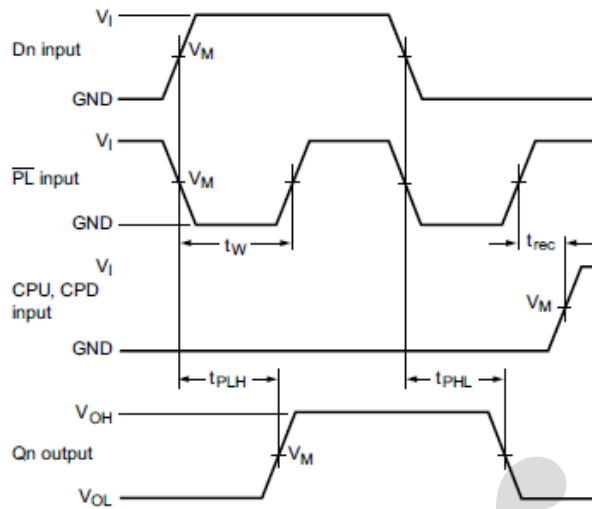 VI
Dn input
VM
GND
VI
PL input
VM
GND
tW
trec
VI
CPU, CPD
input
VM
GND
tPLH
tPHL
VOH
Qn output
VM
VOL